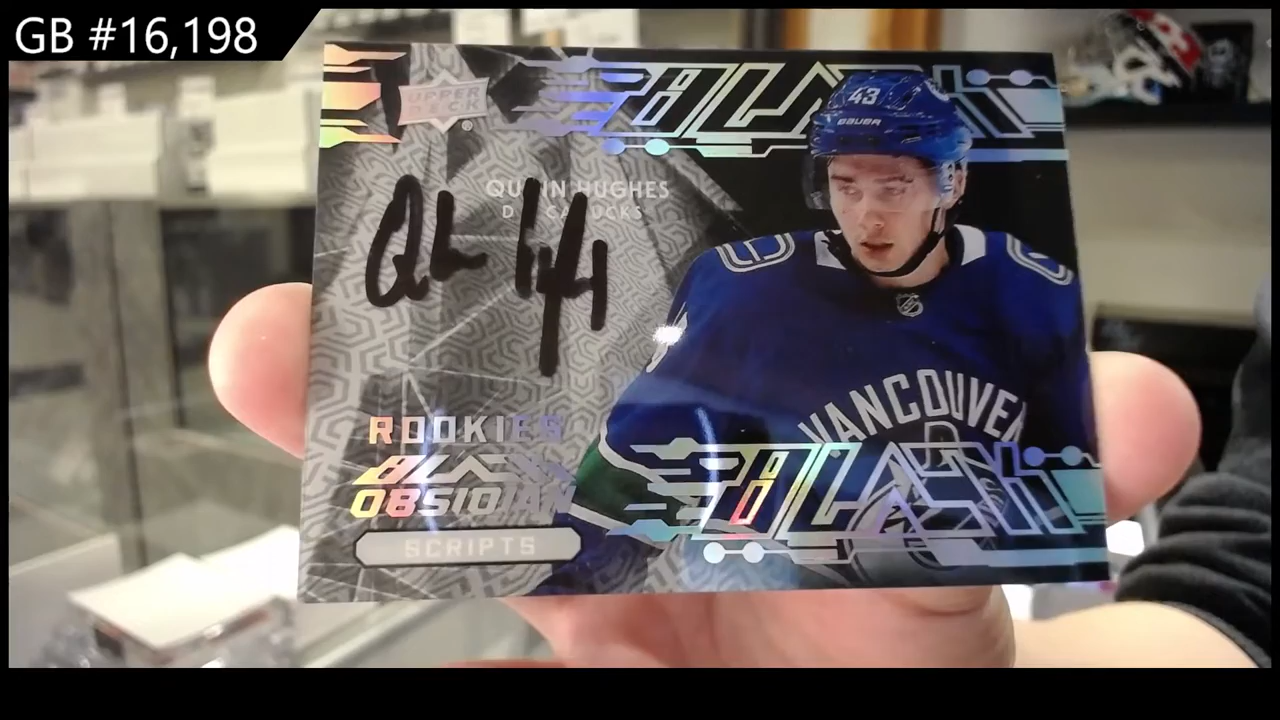 GB #16,198
UPPER DECK
®
BLACK
43
BAUER
QUINN HUGHES
D CANUCKS
ROOKIES
BLACK
OBSIDIAN
SCRIPTS
VANCOUVER
BLACK